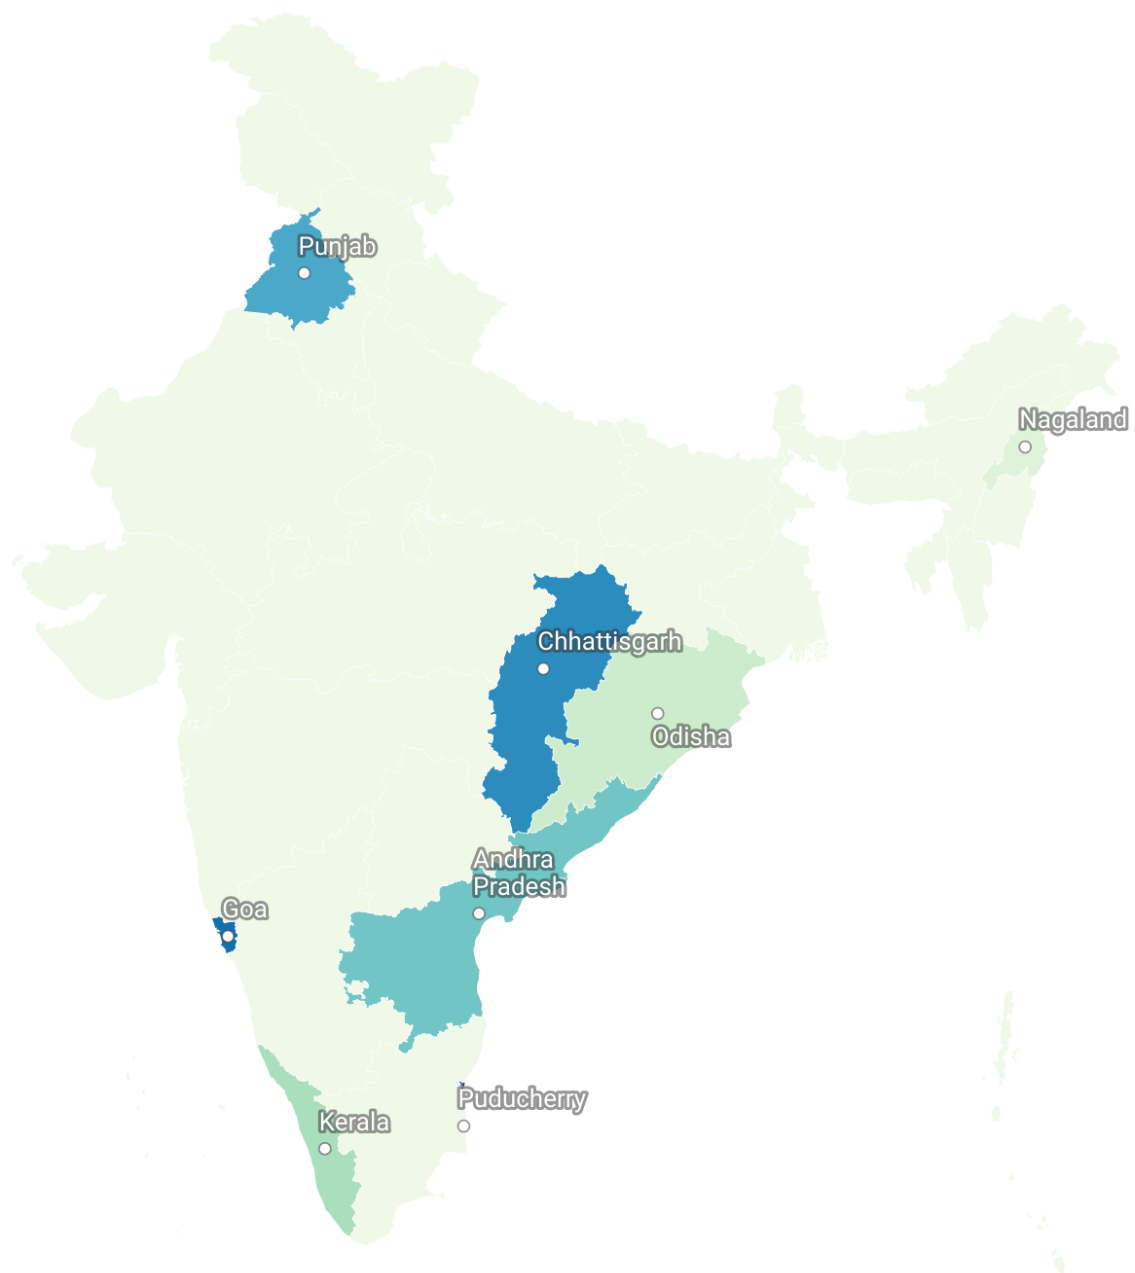 Punjab
Nagaland
Chhattisgarh
Odisha
Andhra
Pradesh
Goa
Puducherry
Kerala